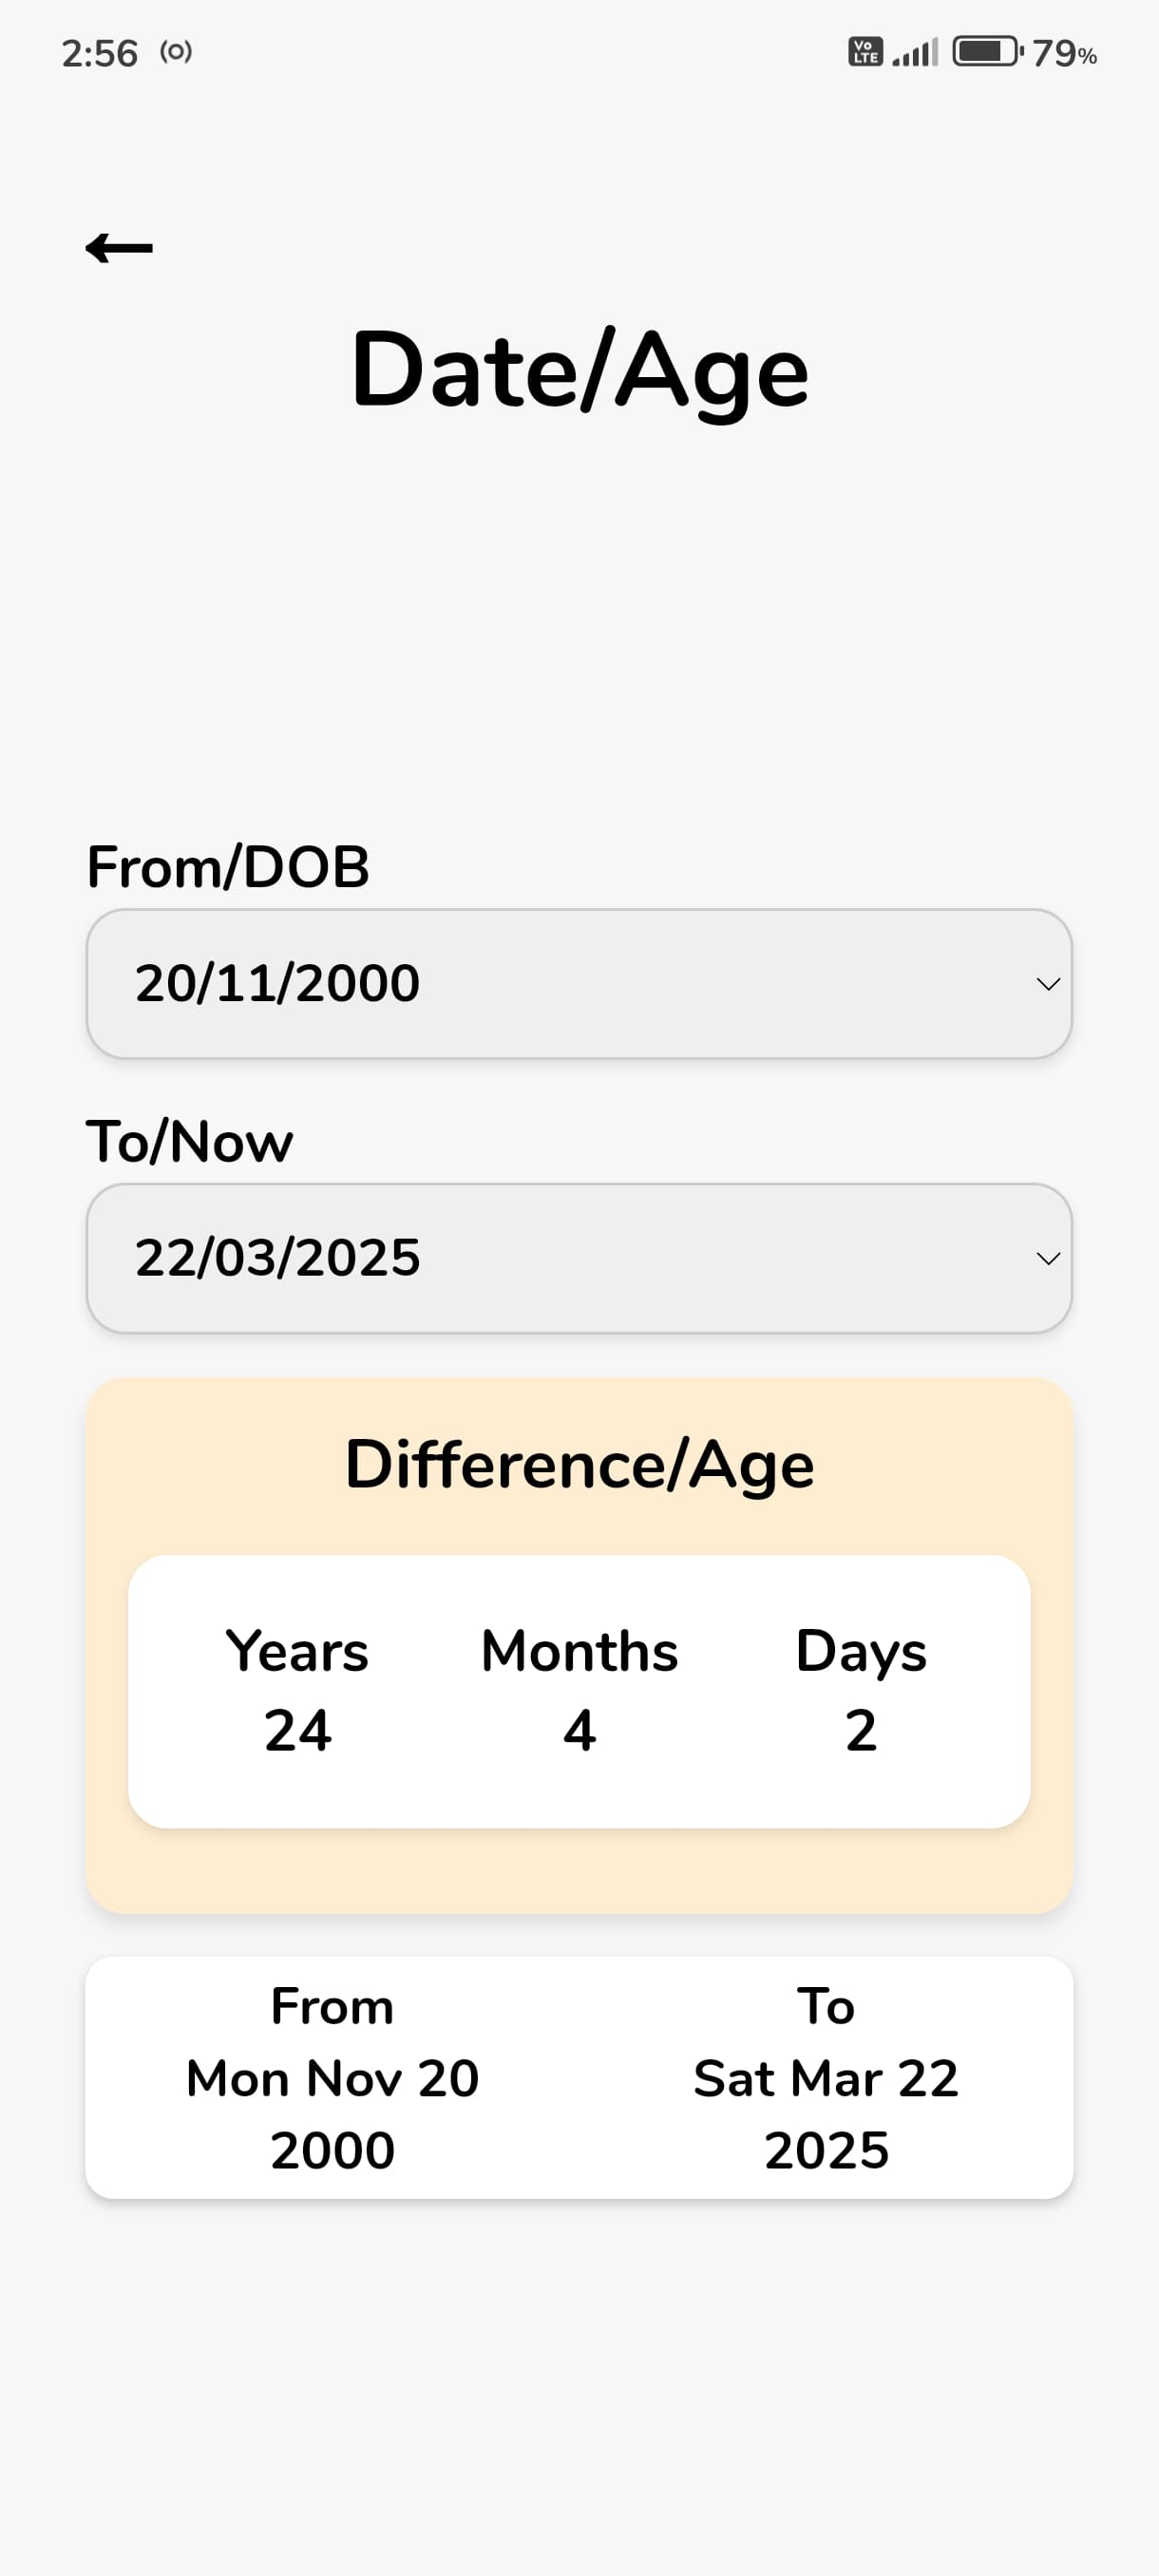 2:56 Vo LTE 79%
Date/Age
From/DOB
20/11/2000
To/Now
22/03/2025
Difference/Age
Years Months Days
24 4 2
From To
Mon Nov 20 Sat Mar 22
2000 2025